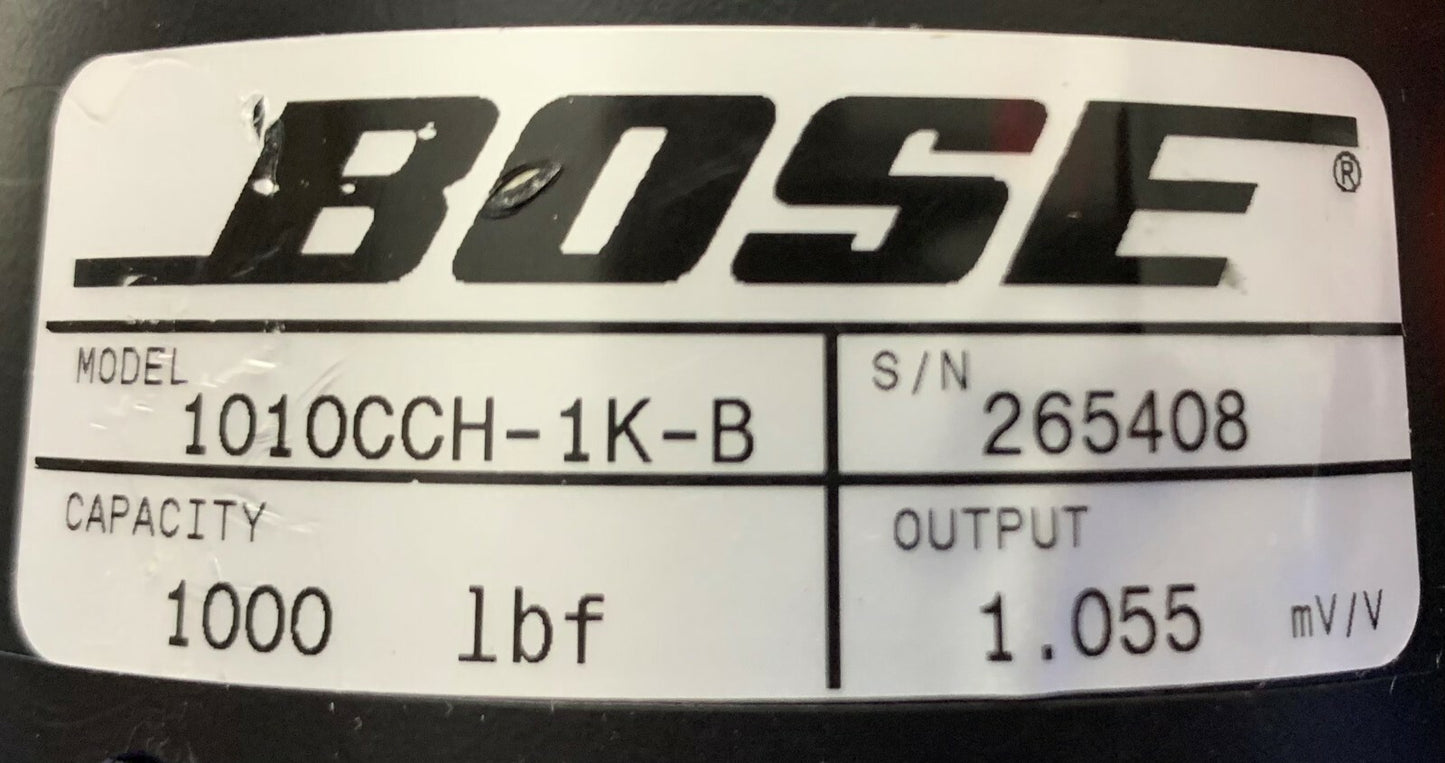 BOSE®
MODEL
1010CCH-1K-B
S/N
265408
CAPACITY
1000 lbf
OUTPUT
1.055 mV/V